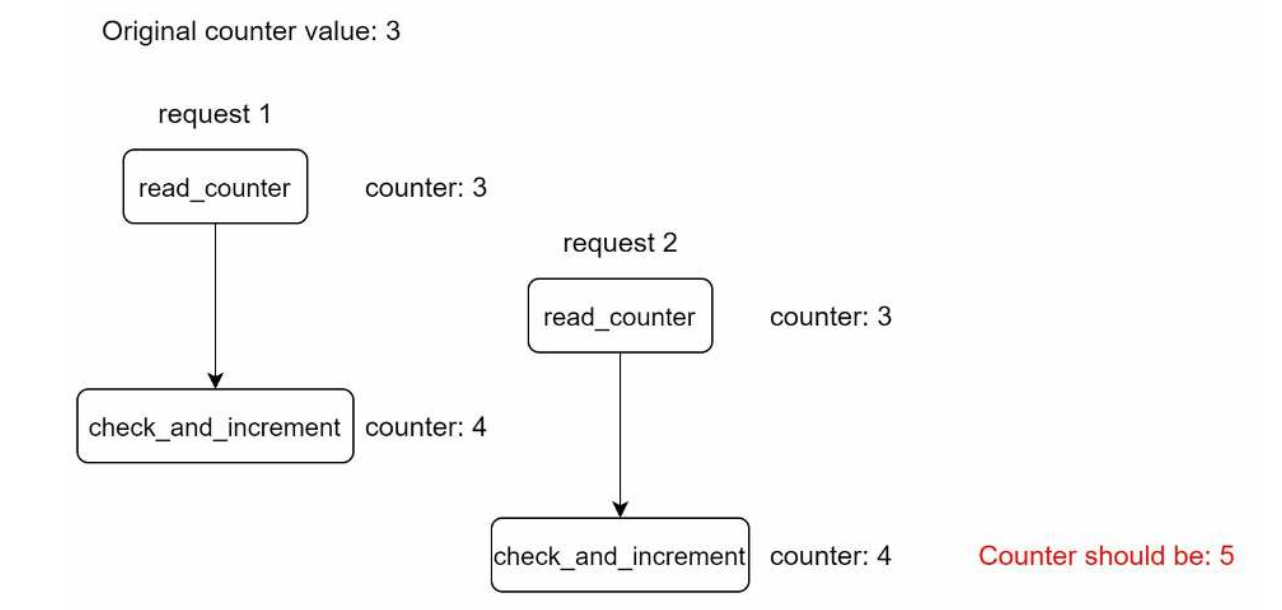 Original counter value: 3
request 1
read_counter
counter: 3
request 2
read_counter
counter: 3
check_and_increment
counter: 4
check_and_increment
counter: 4
Counter should be: 5